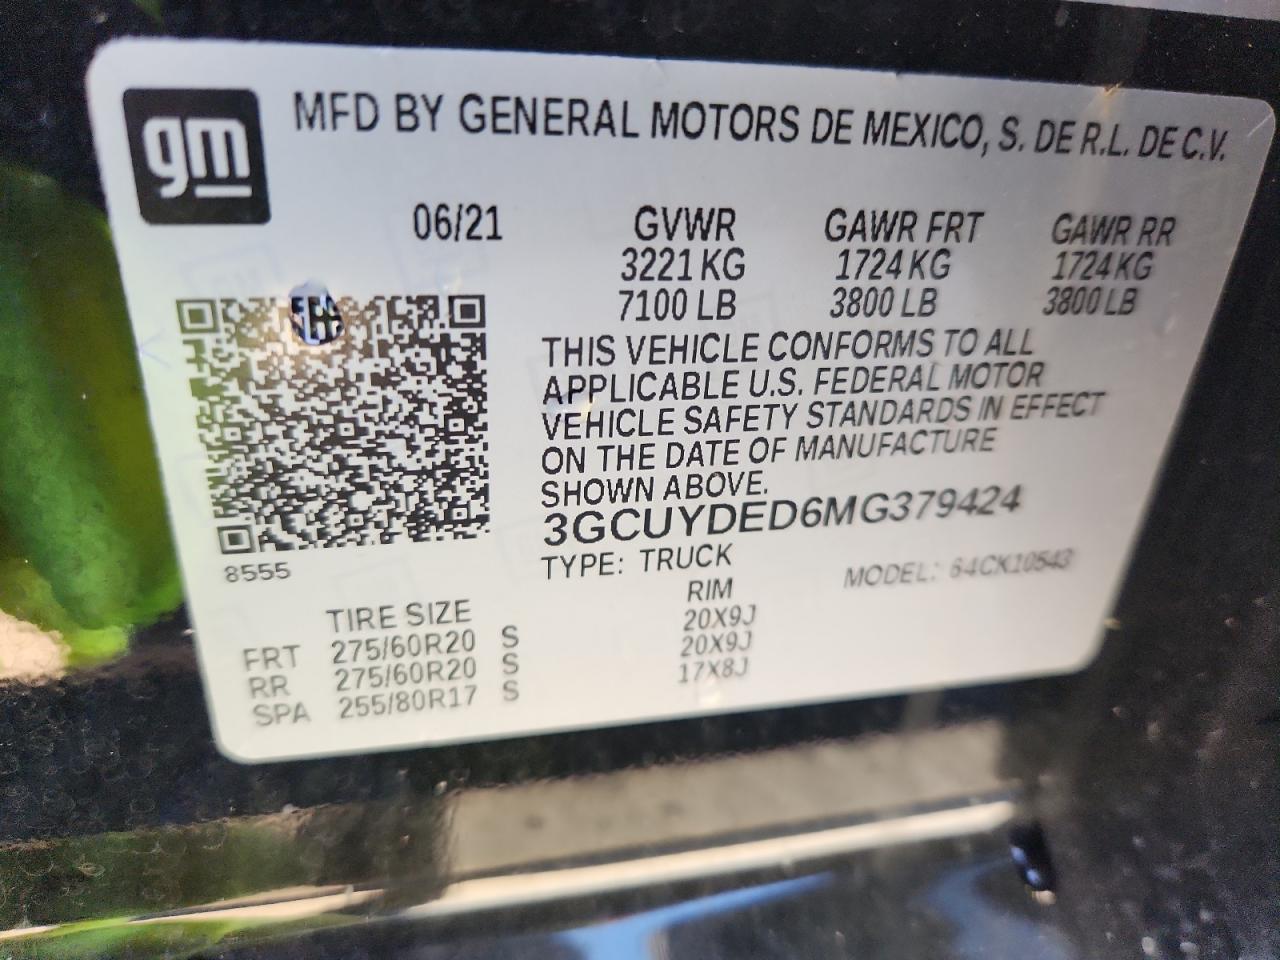 gm
MFD BY GENERAL MOTORS DE MEXICO, S. DE R.L. DE C.V.
06/21 GVWR GAWR FRT GAWR RR
3221 KG 1724 KG 1724 KG
7100 LB 3800 LB 3800 LB
THIS VEHICLE CONFORMS TO ALL
APPLICABLE U.S. FEDERAL MOTOR
VEHICLE SAFETY STANDARDS IN EFFECT
ON THE DATE OF MANUFACTURE
SHOWN ABOVE.
3GCUYDED6MG379424
8555 TYPE: TRUCK MODEL: 64CK10543
TIRE SIZE RIM
FRT 275/60R20 S 20X9J
RR 275/60R20 S 20X9J
SPA 255/80R17 S 17X8J